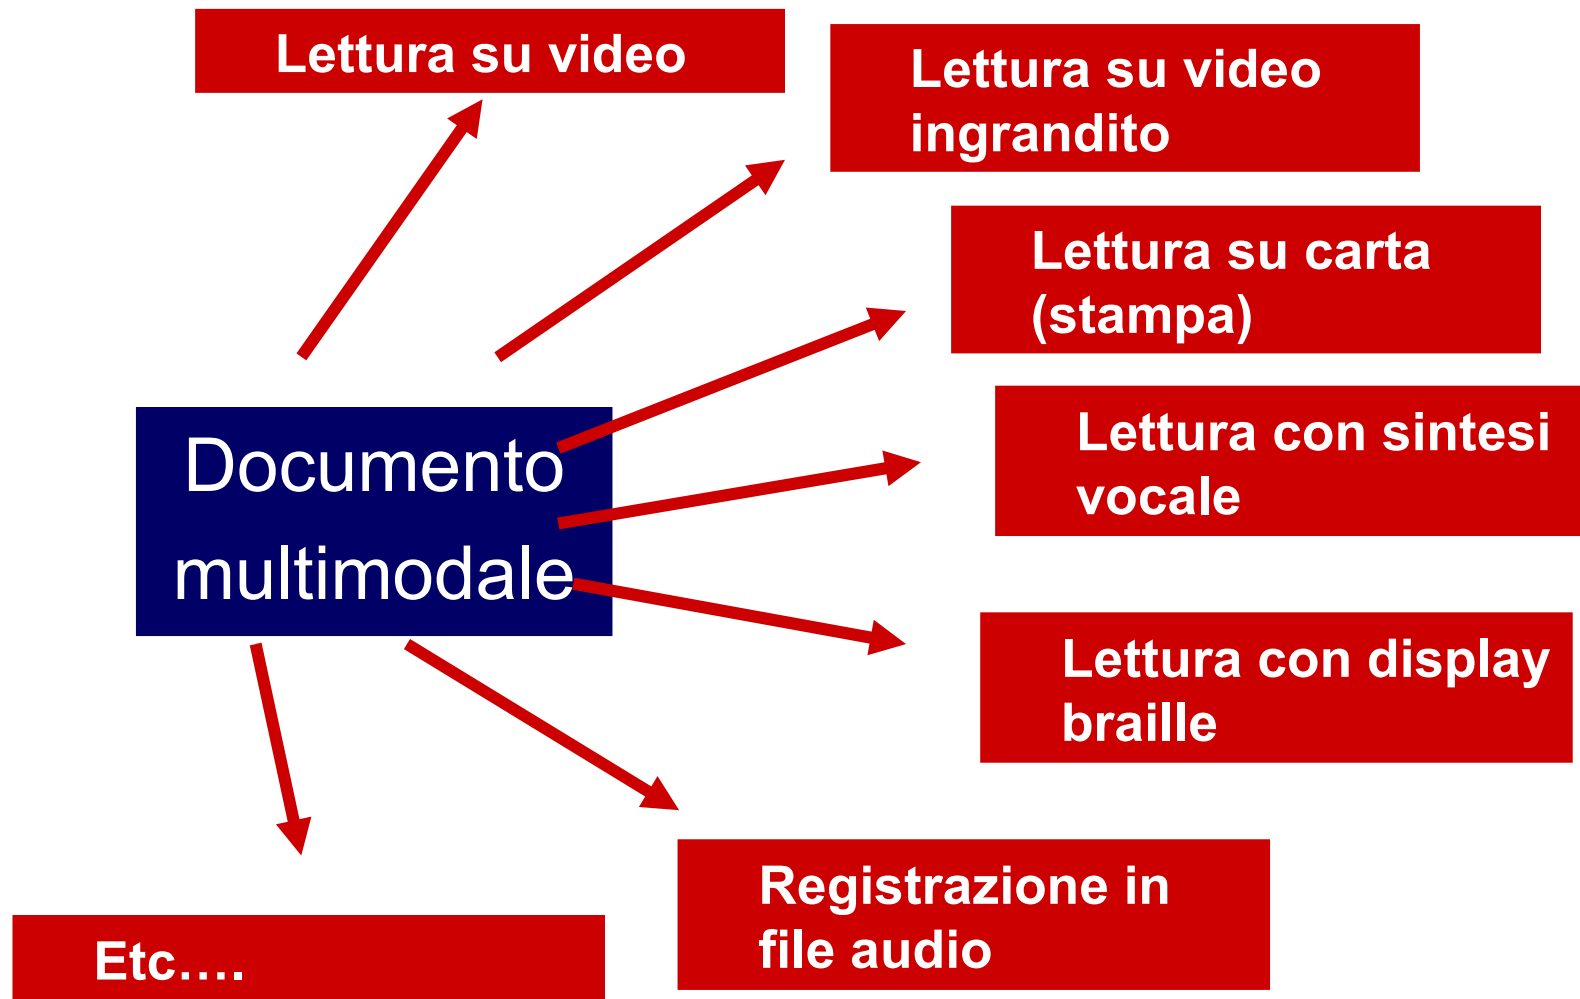 Lettura su video
Lettura su video
ingrandito
Lettura su carta
(stampa)
Documento
multimodale
Lettura con sintesi
vocale
Lettura con display
braille
Registrazione in
file audio
Etc….